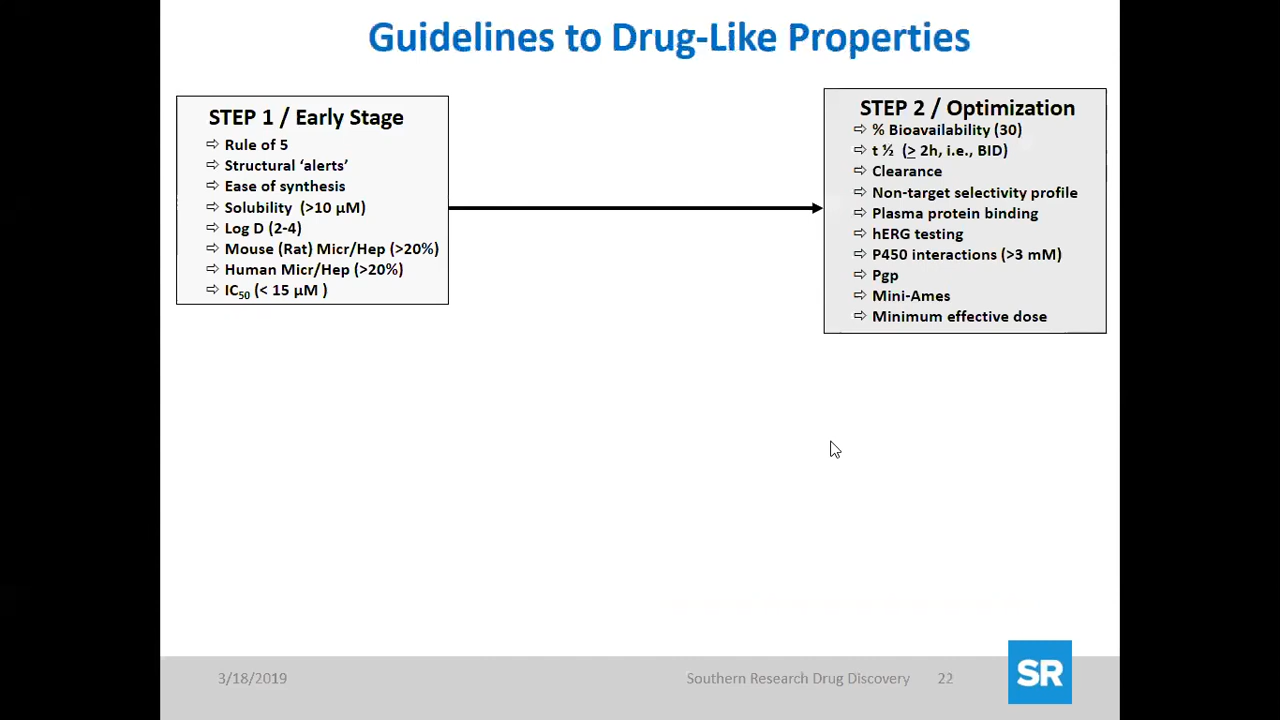 Guidelines to Drug-Like Properties
STEP 1 / Early Stage
⇨ Rule of 5
⇨ Structural ‘alerts’
⇨ Ease of synthesis
⇨ Solubility (>10 µM)
⇨ Log D (2-4)
⇨ Mouse (Rat) Micr/Hep (>20%)
⇨ Human Micr/Hep (>20%)
⇨ IC50 (< 15 µM )
STEP 2 / Optimization
⇨ % Bioavailability (30)
⇨ t ½ (≥ 2h, i.e., BID)
⇨ Clearance
⇨ Non-target selectivity profile
⇨ Plasma protein binding
⇨ hERG testing
⇨ P450 interactions (>3 mM)
⇨ Pgp
⇨ Mini-Ames
⇨ Minimum effective dose
3/18/2019
Southern Research Drug Discovery
22
SR